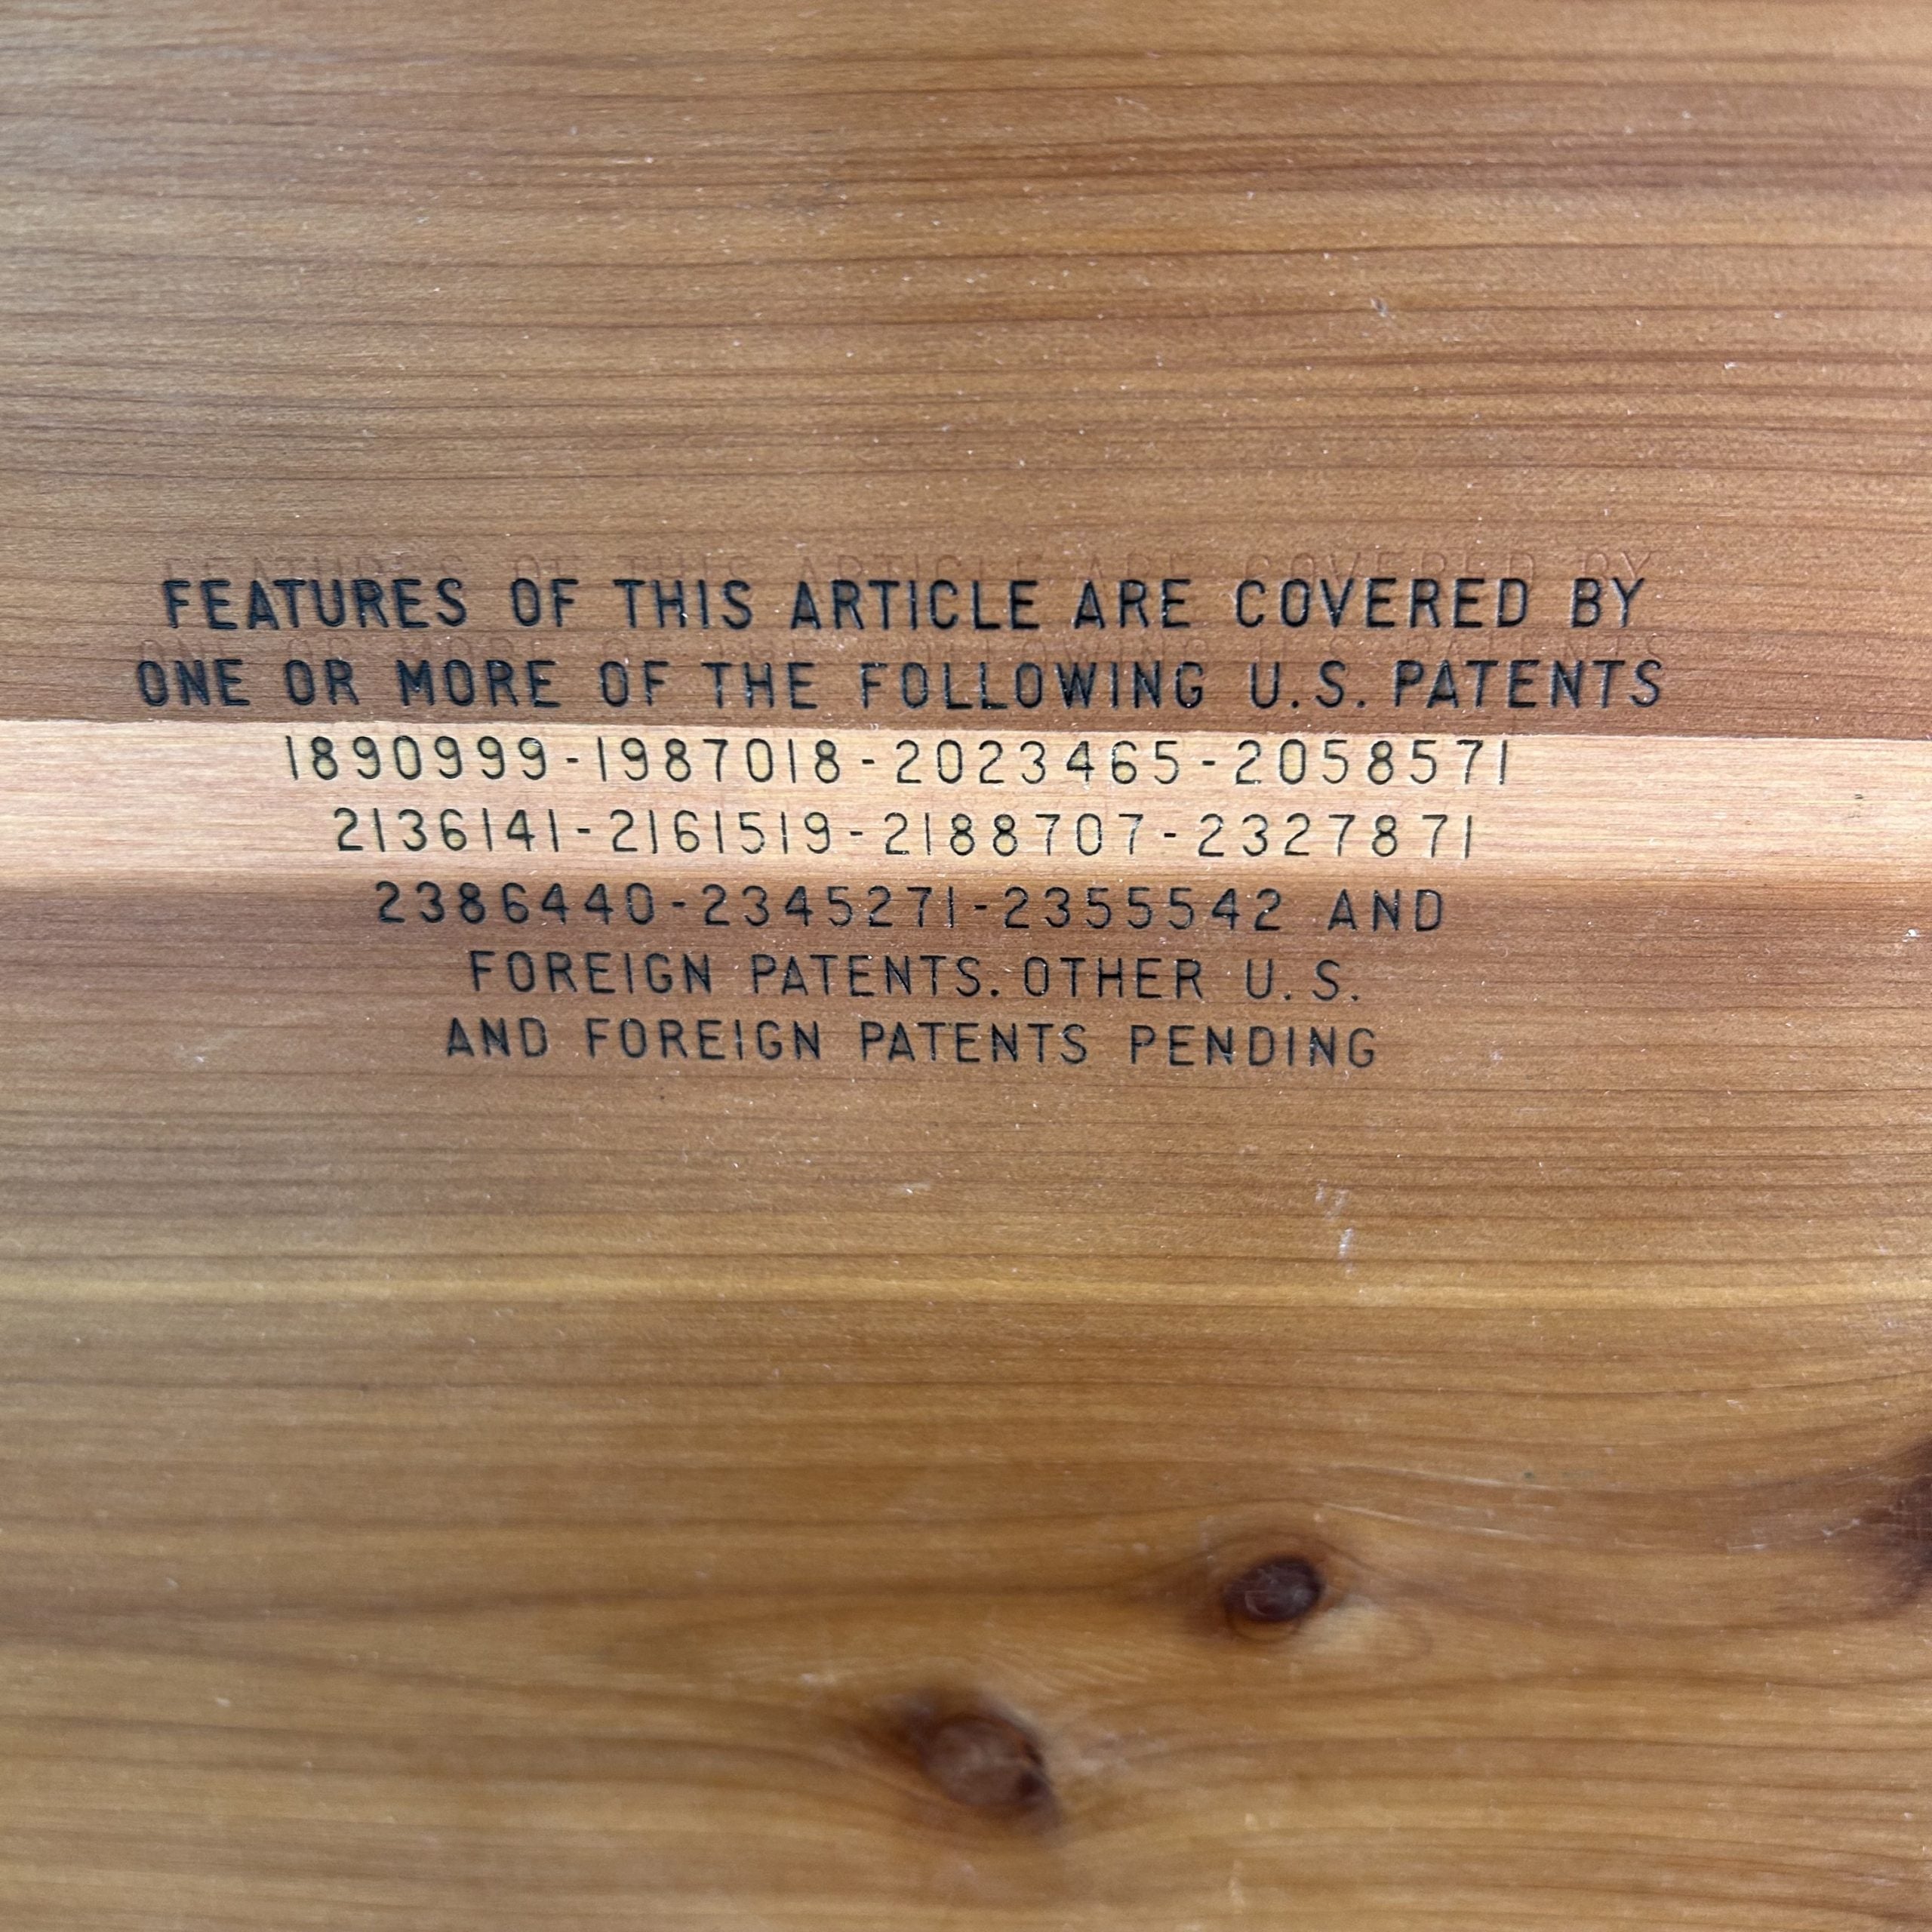 FEATURES OF THIS ARTICLE ARE COVERED BY
ONE OR MORE OF THE FOLLOWING U.S. PATENTS
1890999-1987018-2023465-2058571
2136141-2161519-2188707-2327871
2386440-2345271-2355542 AND
FOREIGN PATENTS. OTHER U.S.
AND FOREIGN PATENTS PENDING